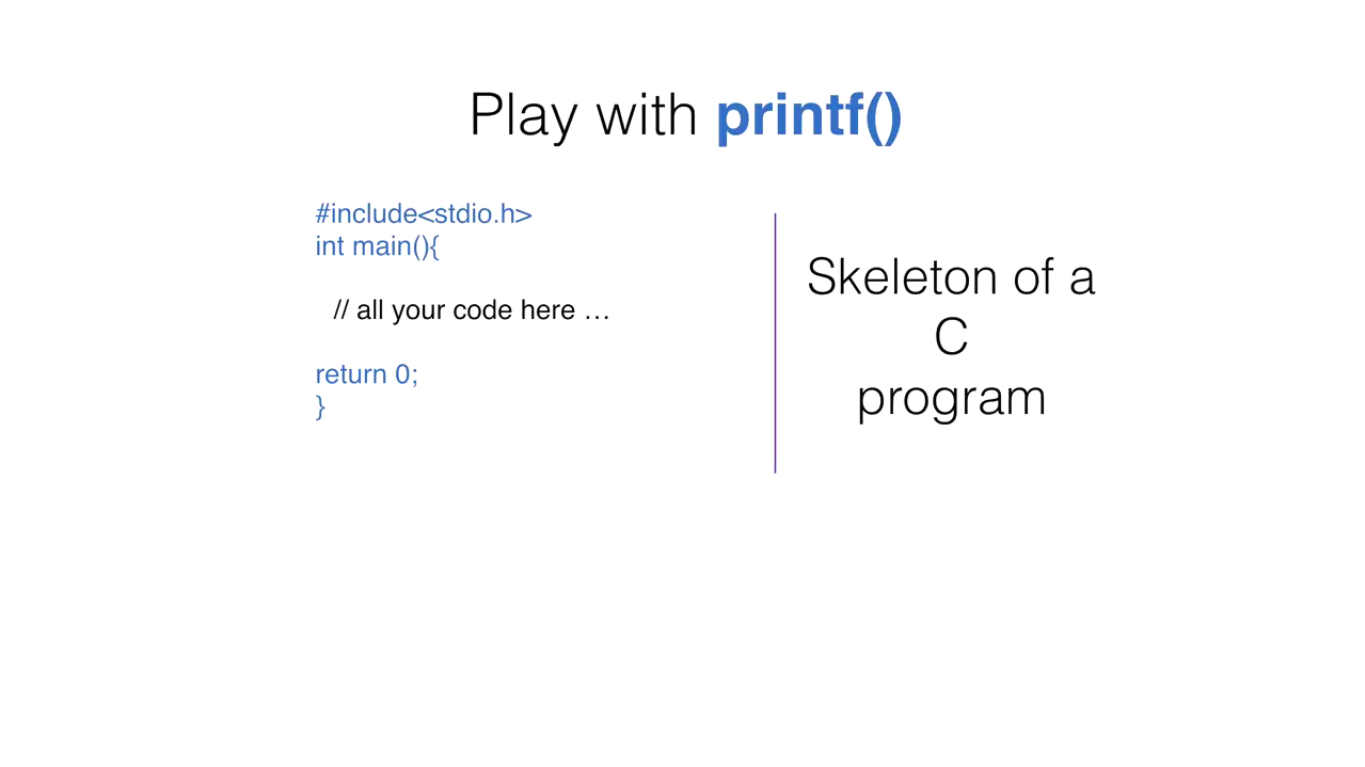 Play with printf()
#include<stdio.h>
int main(){
// all your code here …
return 0;
}
Skeleton of a
C
program